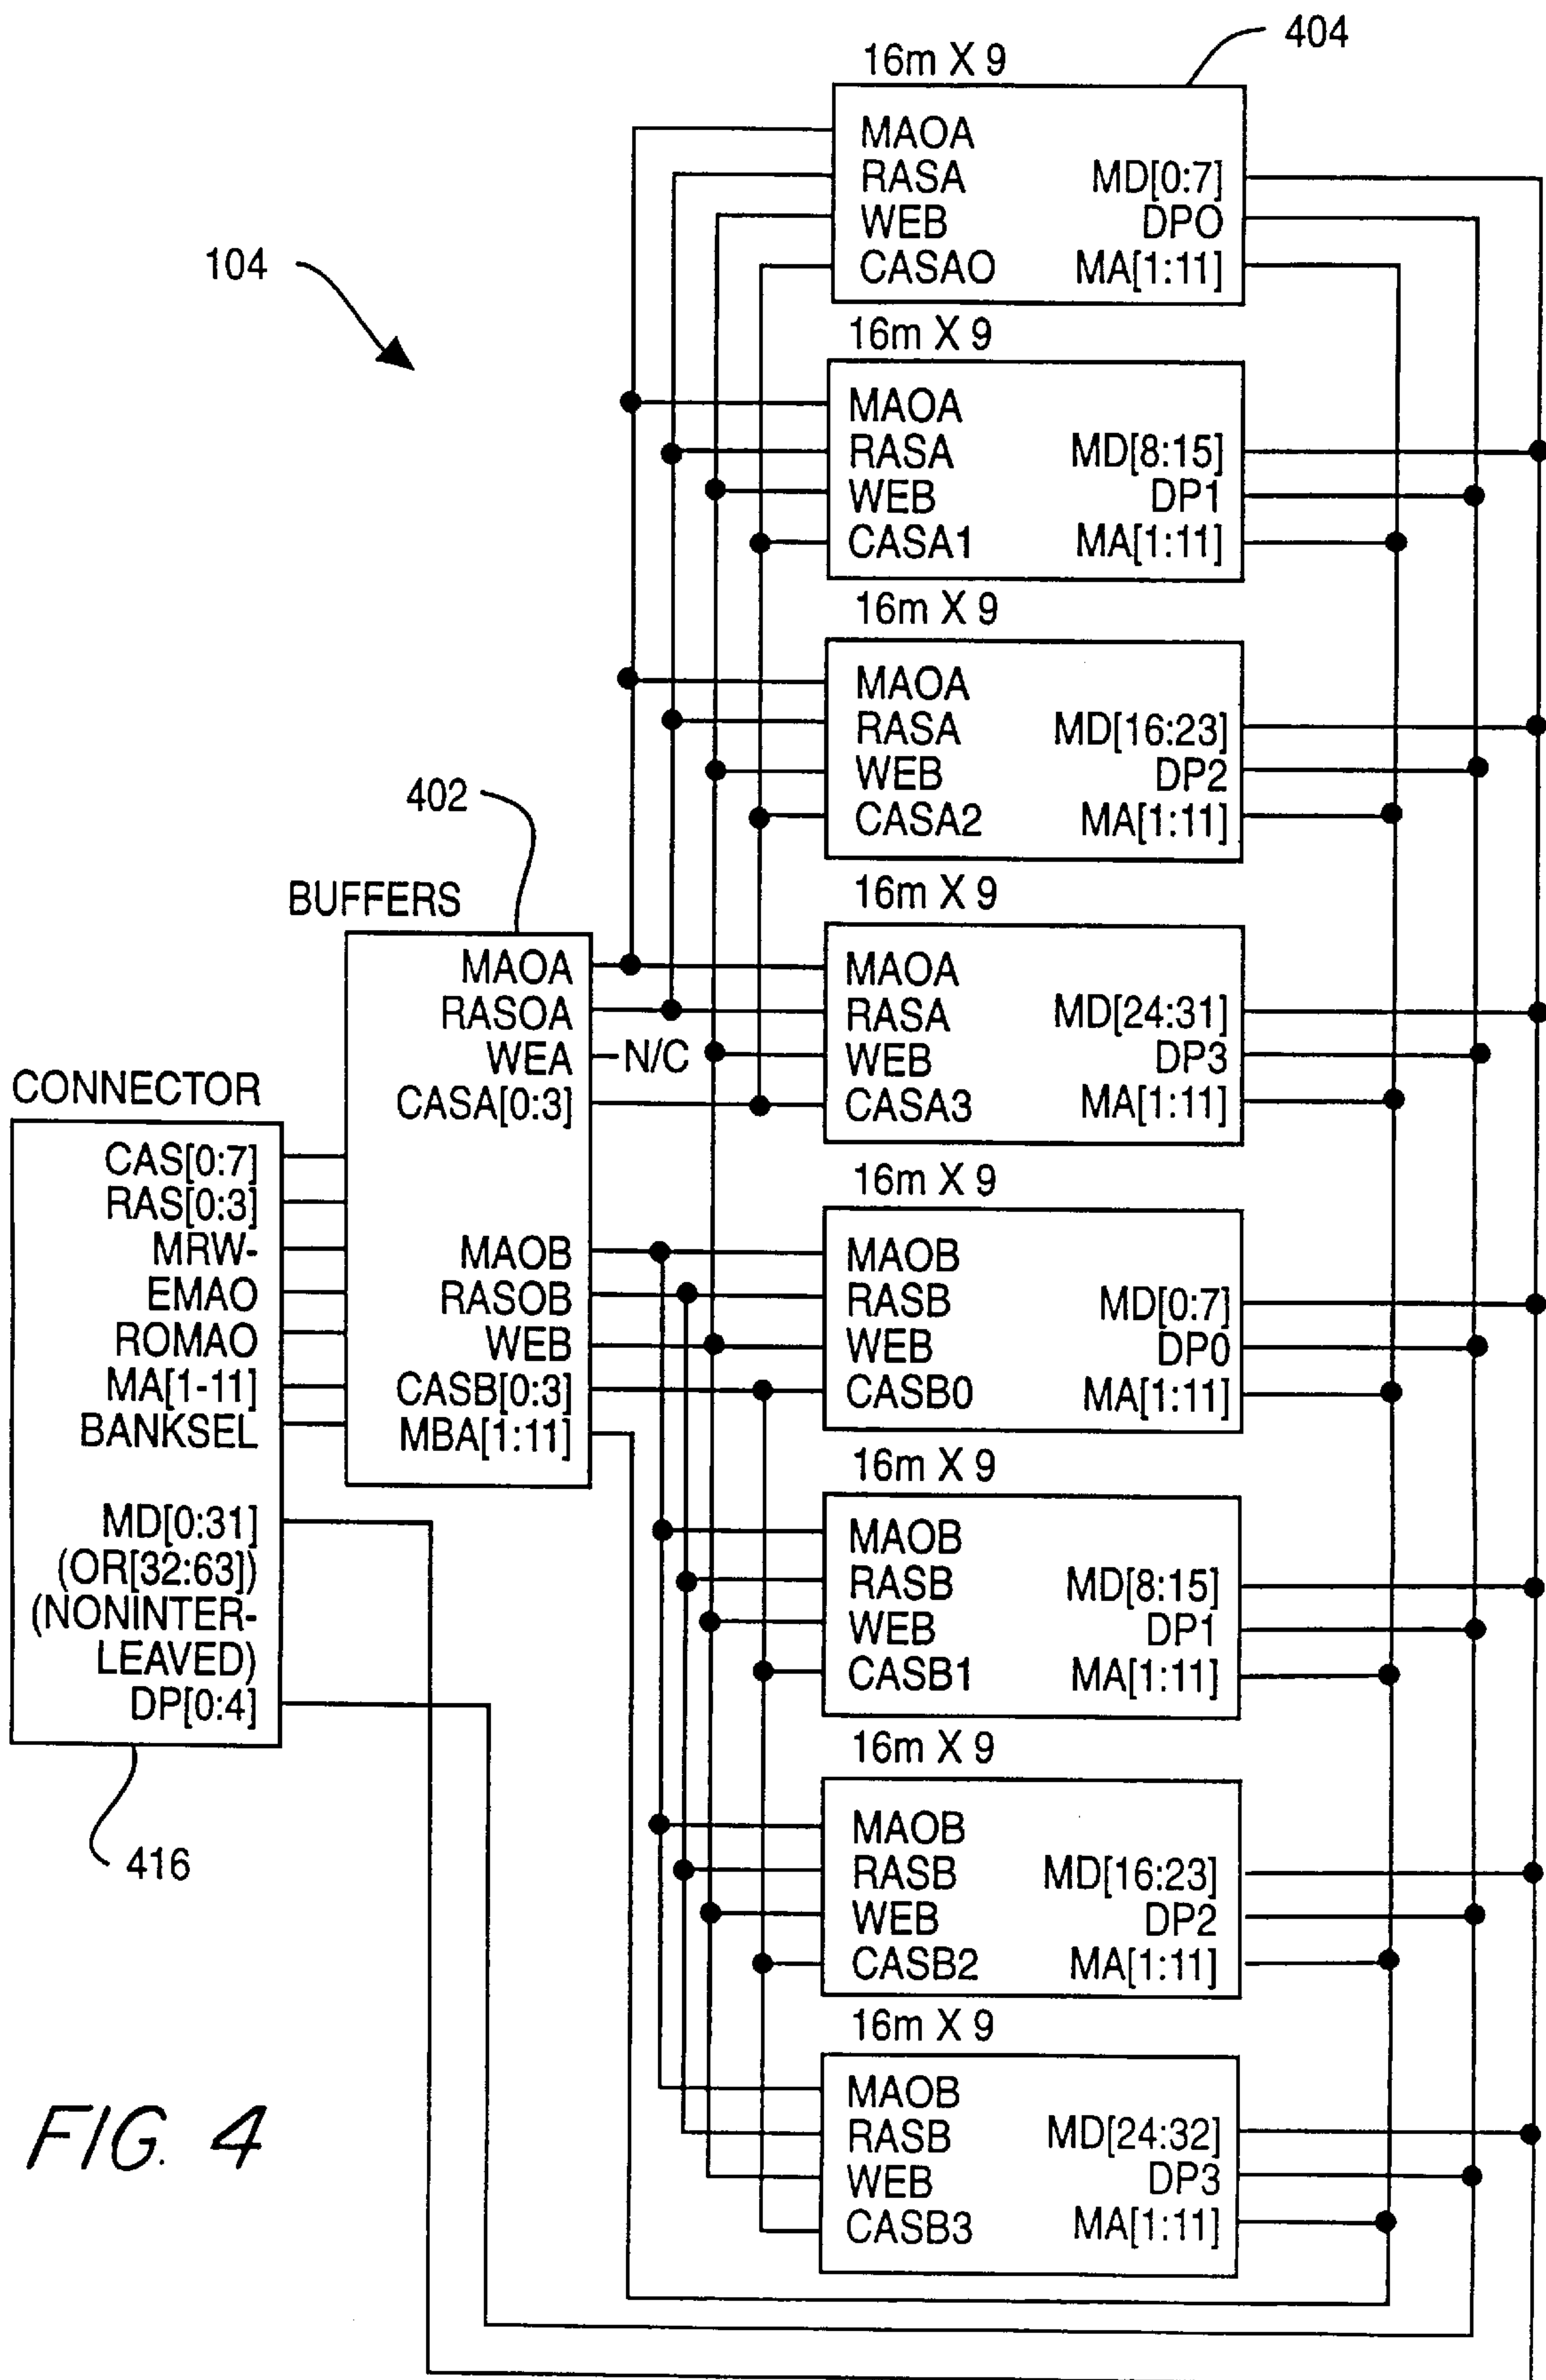 404
16m X 9
MAOA
RASA MD[0:7]
WEB DPO
CASAO MA[1:11]
104
16m X 9
MAOA
RASA MD[8:15]
WEB DP1
CASA1 MA[1:11]
16m X 9
MAOA
RASA MD[16:23]
WEB DP2
CASA2 MA[1:11]
402
BUFFERS
MAOA
RASOA
WEA N/C
CASA[0:3]
MAOB
RASOB
WEB
CASB[0:3]
MBA[1:11]
16m X 9
MAOA
RASA MD[24:31]
WEB DP3
CASA3 MA[1:11]
CONNECTOR
CAS[0:7]
RAS[0:3]
MRW-
EMAO
ROMAO
MA[1-11]
BANKSEL
MD[0:31]
(OR[32:63])
(NONINTER-
LEAVED)
DP[0:4]
416
16m X 9
MAOB
RASB MD[0:7]
WEB DP0
CASB0 MA[1:11]
16m X 9
MAOB
RASB MD[8:15]
WEB DP1
CASB1 MA[1:11]
16m X 9
MAOB
RASB MD[16:23]
WEB DP2
CASB2 MA[1:11]
16m X 9
MAOB
RASB MD[24:32]
WEB DP3
CASB3 MA[1:11]
FIG. 4